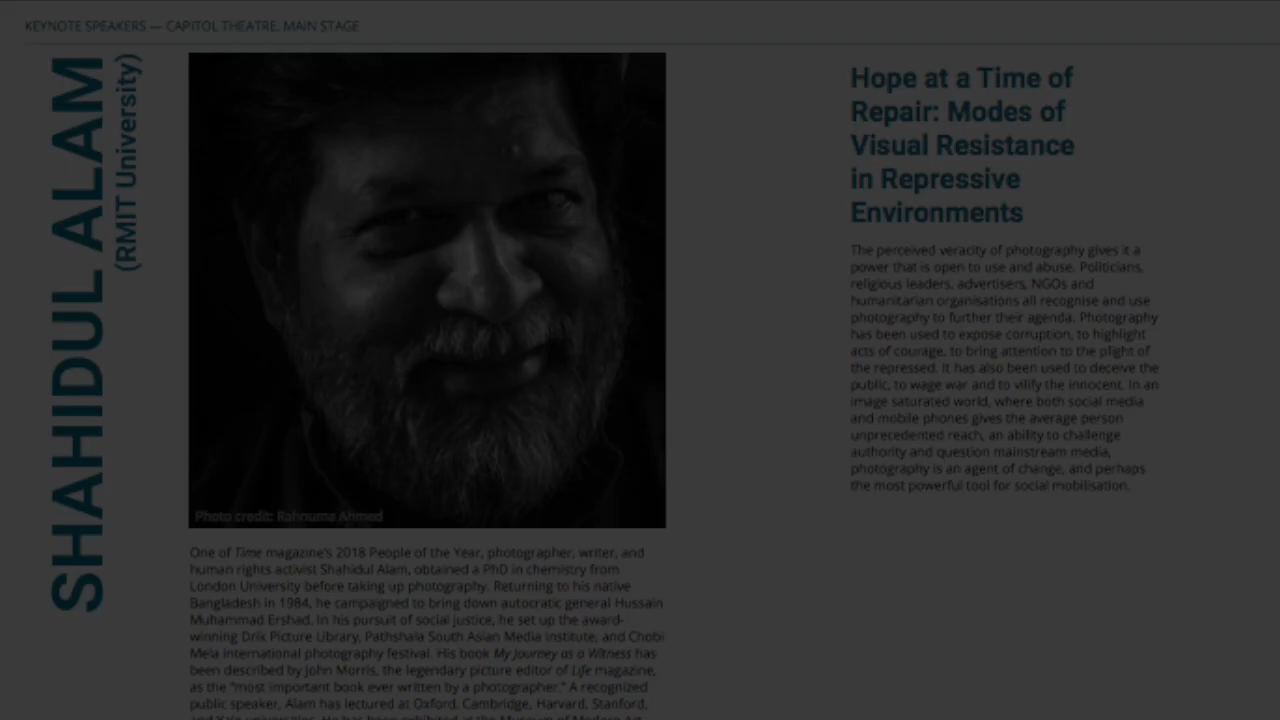 KEYNOTE SPEAKERS — CAPITOL THEATRE, MAIN STAGE
SHAHIDUL ALAM
(RMIT University)
Photo credit: Rahnuma Ahmed
One of Time magazine's 2018 People of the Year, photographer, writer, and
human rights activist Shahidul Alam, obtained a PhD in chemistry from
London University before taking up photography. Returning to his native
Bangladesh in 1984, he campaigned to bring down autocratic general Hussain
Muhammad Ershad. In his pursuit of social justice, he set up the award-
winning Drik Picture Library, Pathshala South Asian Media Institute, and Chobi
Mela international photography festival. His book My Journey as a Witness has
been described by John Morris, the legendary picture editor of Life magazine,
as the "most important book ever written by a photographer." A recognized
public speaker, Alam has lectured at Oxford, Cambridge, Harvard, Stanford,
and Yale universities. He has been exhibited at the Museum of Modern Art,
Hope at a Time of
Repair: Modes of
Visual Resistance
in Repressive
Environments
The perceived veracity of photography gives it a
power that is open to use and abuse. Politicians,
religious leaders, advertisers, NGOs and
humanitarian organisations all recognise and use
photography to further their agenda. Photography
has been used to expose corruption, to highlight
acts of courage, to bring attention to the plight of
the repressed. It has also been used to deceive the
public, to wage war and to vilify the innocent. In an
image saturated world, where both social media
and mobile phones gives the average person
unprecedented reach, an ability to challenge
authority and question mainstream media,
photography is an agent of change, and perhaps
the most powerful tool for social mobilisation.